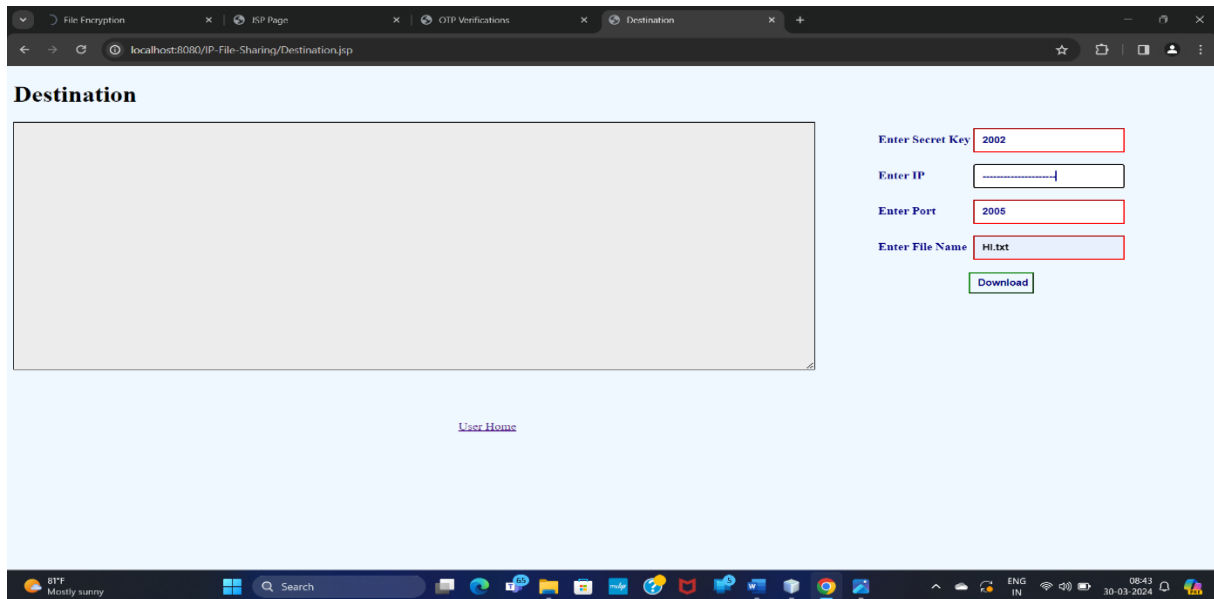 File Encryption
JSP Page
OTP Verifications
Destination
localhost:8080/IP-File-Sharing/Destination.jsp
Destination
Enter Secret Key 2002
Enter IP ---------------------
Enter Port 2005
Enter File Name HI.txt
Download
User Home
81°F
Mostly sunny
Search
65
5
ENG
IN
08:43
30-03-2024